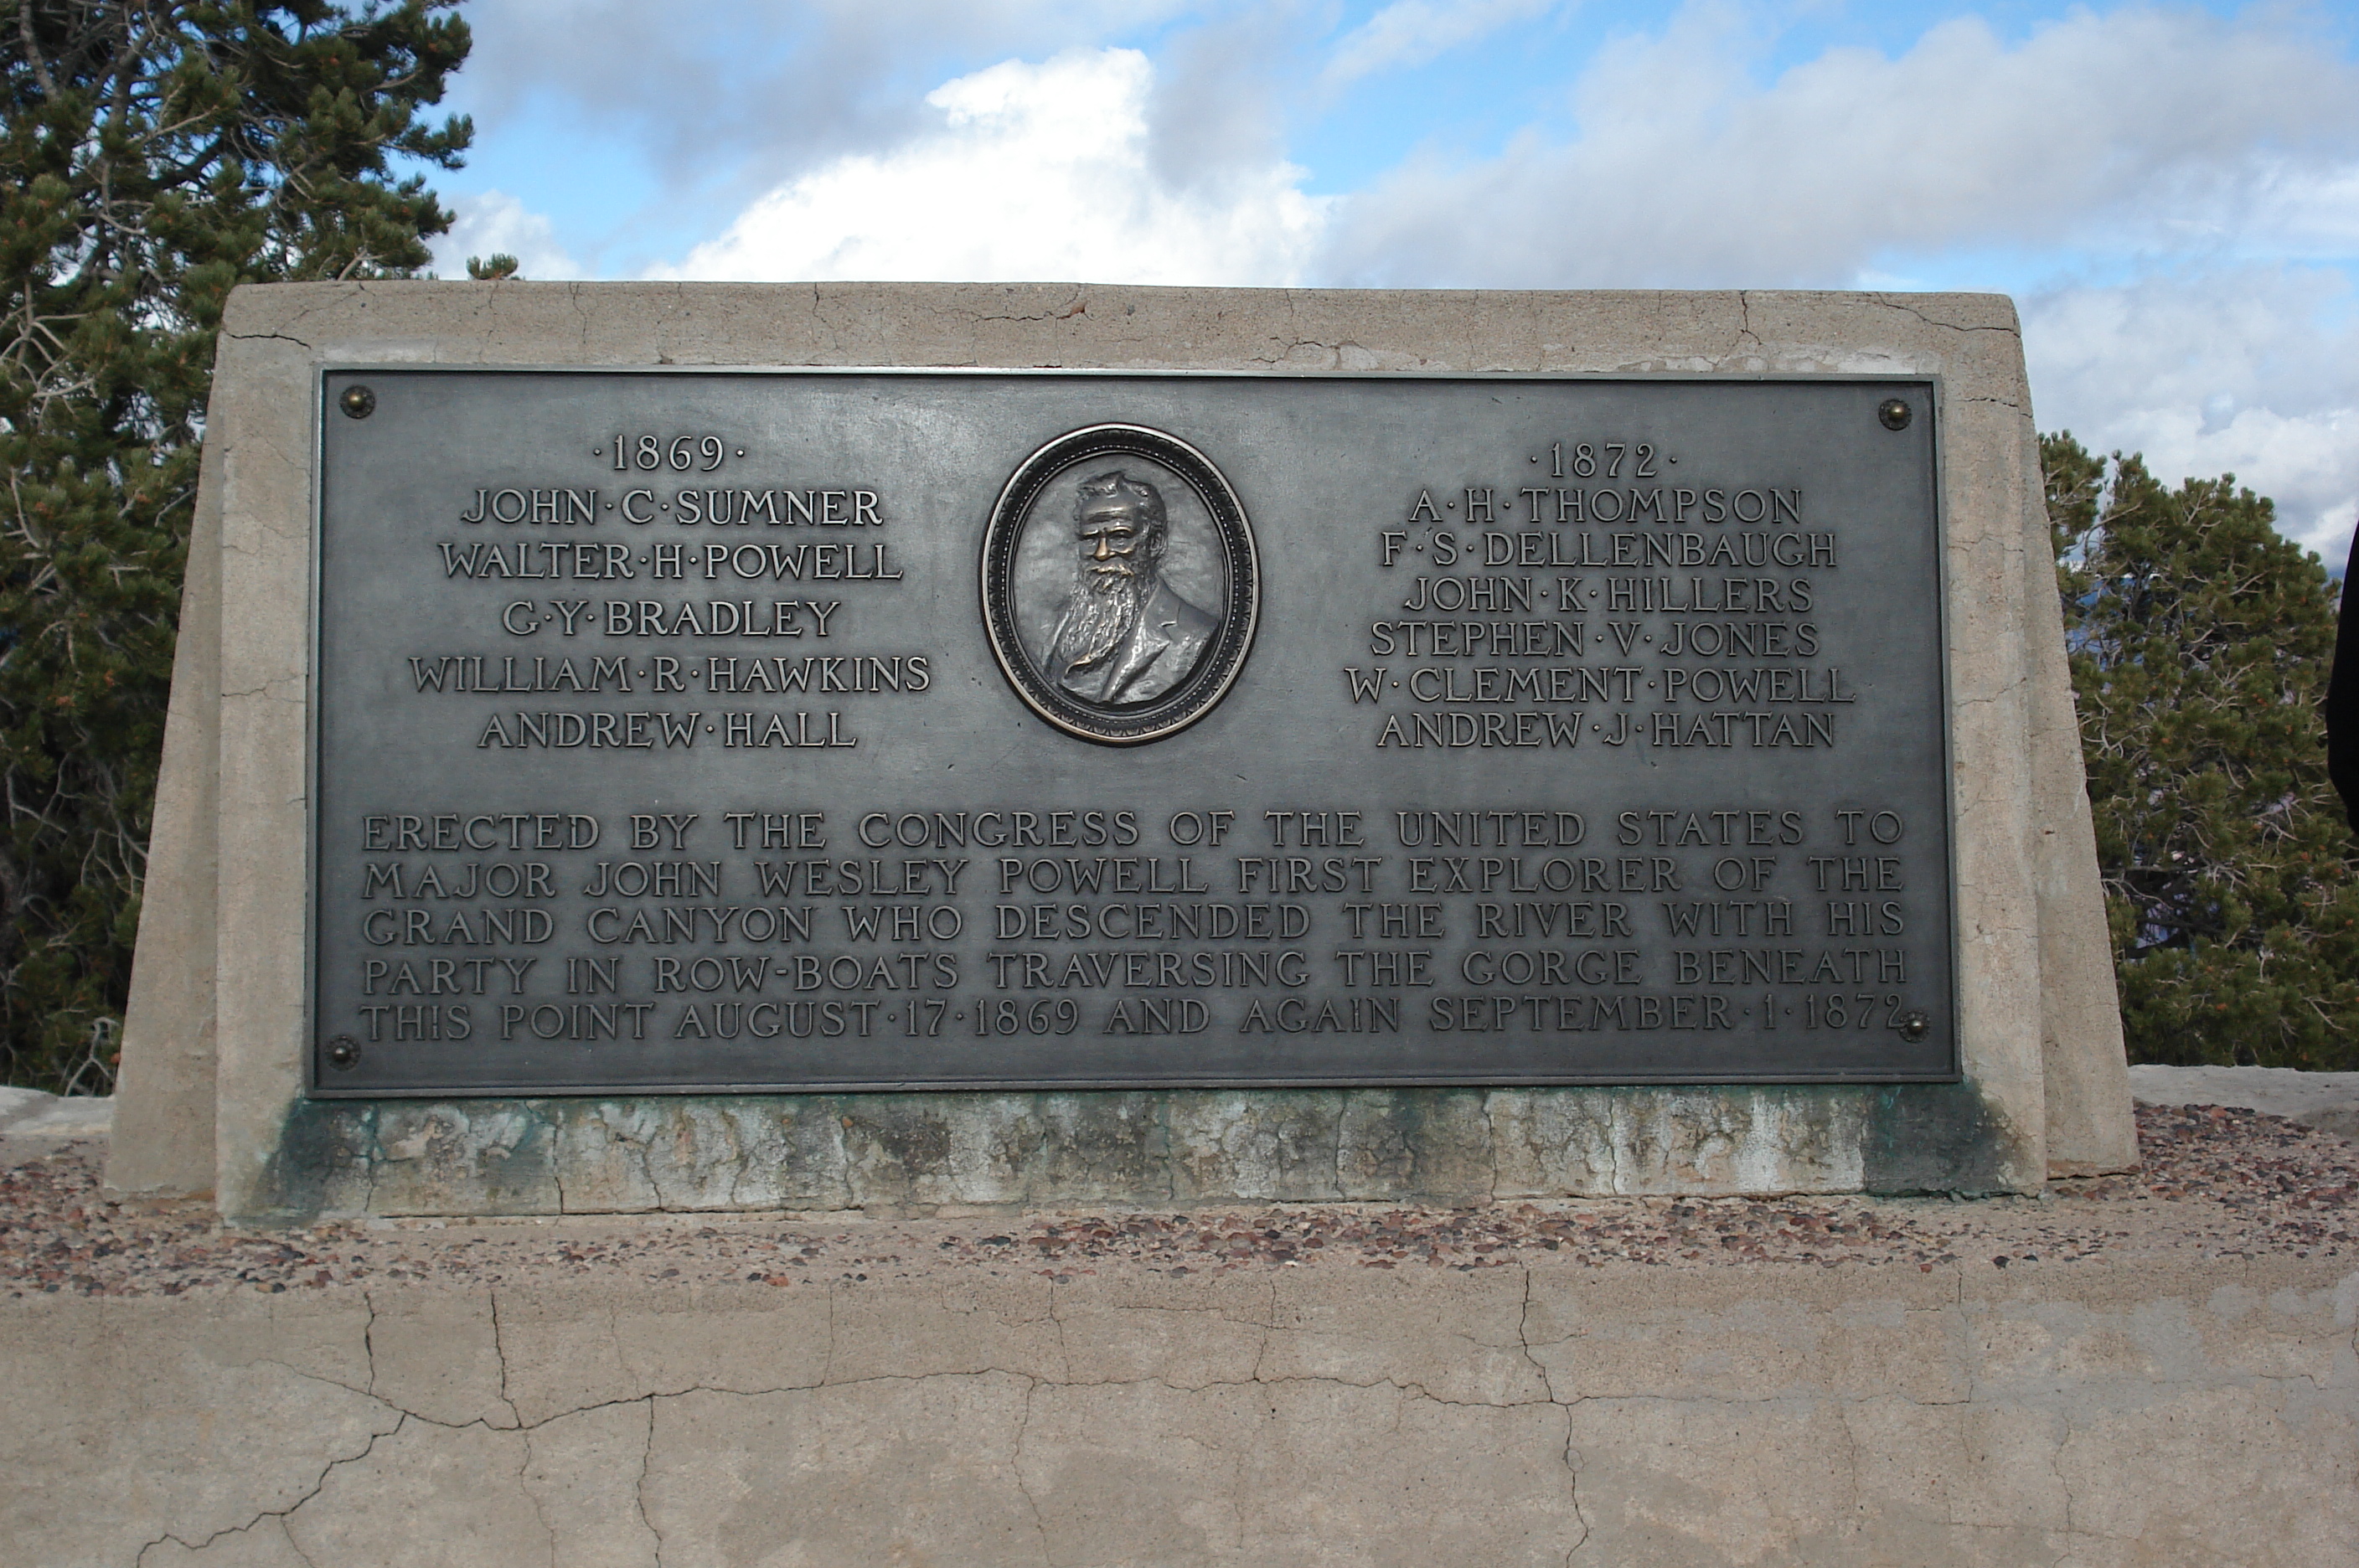 ·1869·
JOHN·C·SUMNER
WALTER·H·POWELL
G·Y·BRADLEY
WILLIAM·R·HAWKINS
ANDREW·HALL
·1872·
A·H·THOMPSON
F·S·DELLENBAUGH
JOHN·K·HILLERS
STEPHEN·V·JONES
W·CLEMENT·POWELL
ANDREW·J·HATTAN
ERECTED BY THE CONGRESS OF THE UNITED STATES TO
MAJOR JOHN WESLEY POWELL FIRST EXPLORER OF THE
GRAND CANYON WHO DESCENDED THE RIVER WITH HIS
PARTY IN ROW-BOATS TRAVERSING THE GORGE BENEATH
THIS POINT AUGUST·17·1869 AND AGAIN SEPTEMBER·1·1872